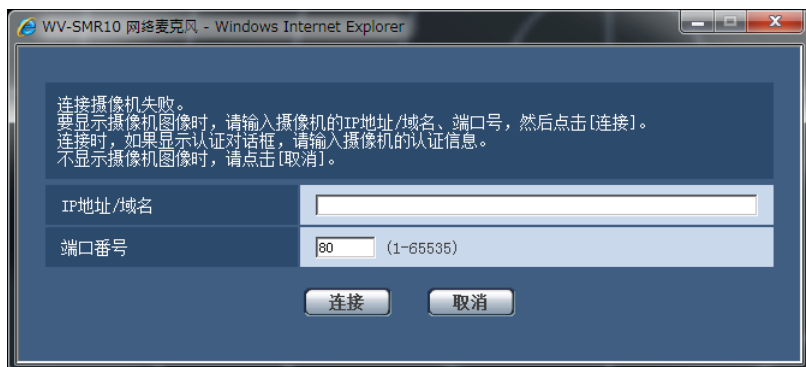 WV-SMR10 网络麦克风 - Windows Internet Explorer
连接摄像机失败。
要显示摄像机图像时，请输入摄像机的IP地址/域名、端口号，然后点击[连接]。
连接时，如果显示认证对话框，请输入摄像机的认证信息。
不显示摄像机图像时，请点击[取消]。
IP地址/域名
端口番号 80 (1-65535)
连接 取消